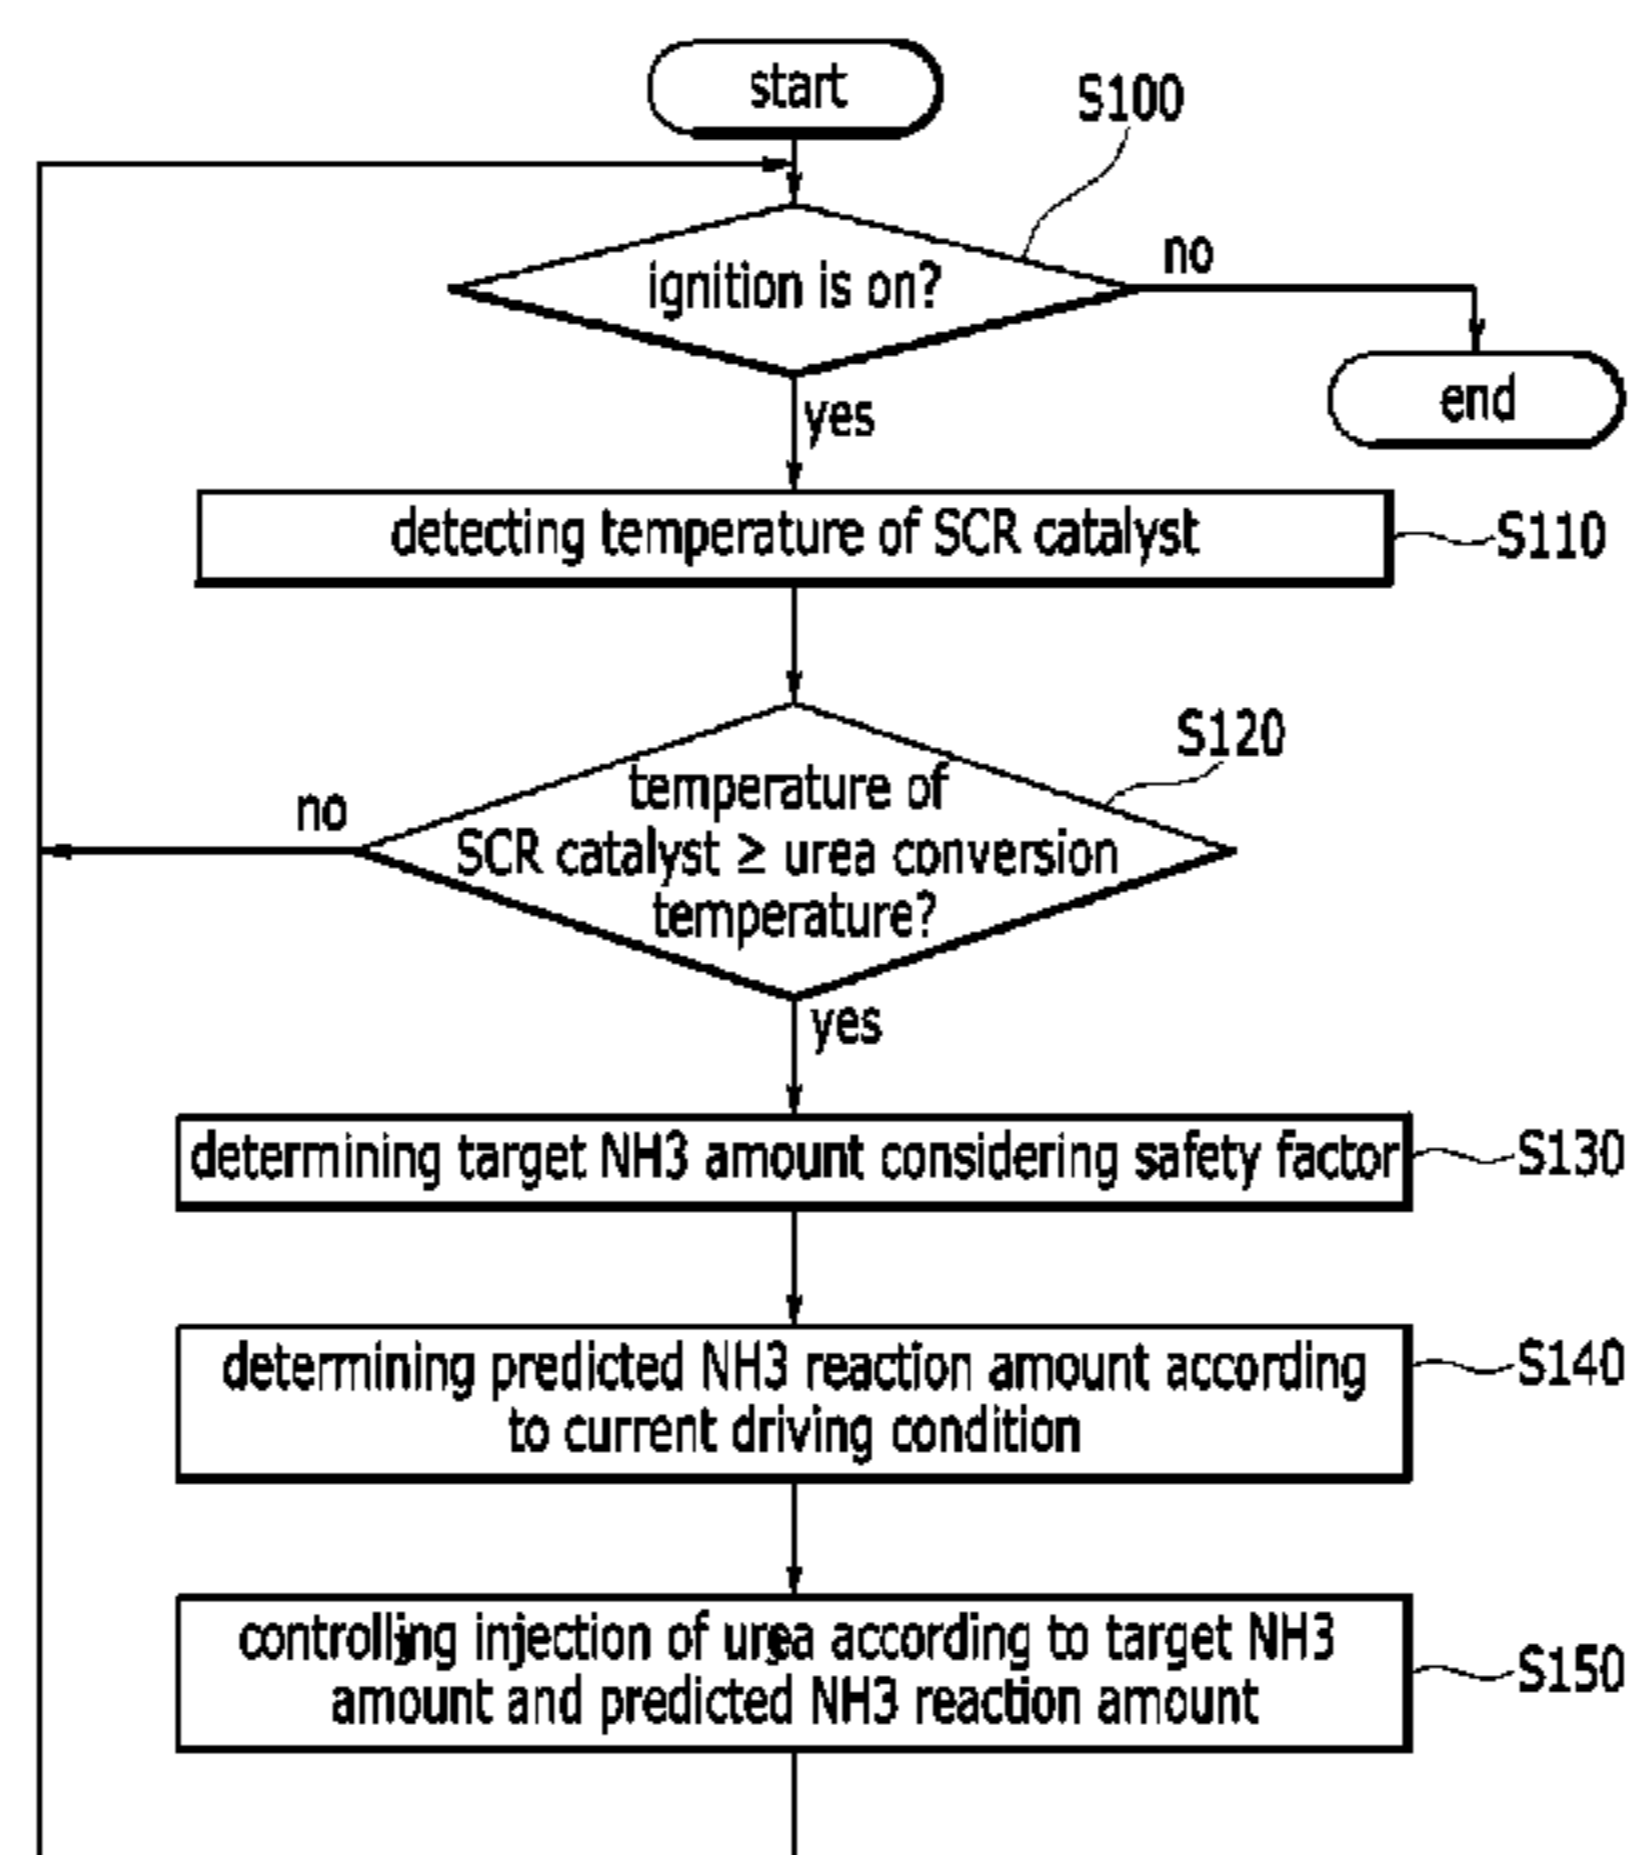 start
S100
ignition is on?
no
end
yes
detecting temperature of SCR catalyst
S110
S120
temperature of
SCR catalyst ≥ urea conversion
temperature?
no
yes
determining target NH3 amount considering safety factor
S130
determining predicted NH3 reaction amount according
to current driving condition
S140
controlling injection of urea according to target NH3
amount and predicted NH3 reaction amount
S150